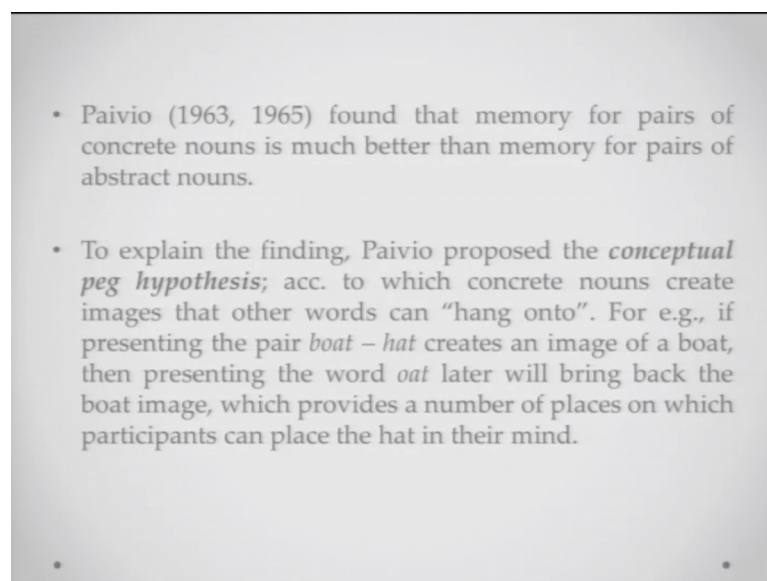 • Paivio (1963, 1965) found that memory for pairs of
concrete nouns is much better than memory for pairs of
abstract nouns.
• To explain the finding, Paivio proposed the conceptual
peg hypothesis; acc. to which concrete nouns create
images that other words can “hang onto”. For e.g., if
presenting the pair boat – hat creates an image of a boat,
then presenting the word oat later will bring back the
boat image, which provides a number of places on which
participants can place the hat in their mind.